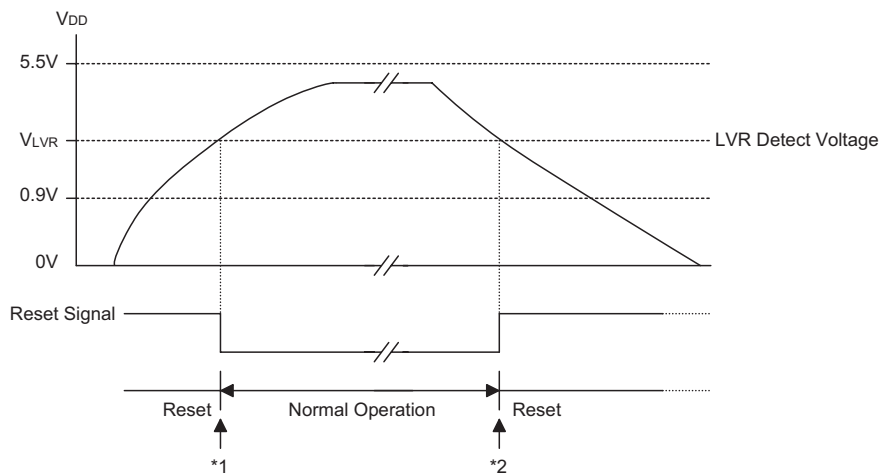 VDD
5.5V
VLVR
LVR Detect Voltage
0.9V
0V
Reset Signal
Reset
Normal Operation
Reset
*1
*2